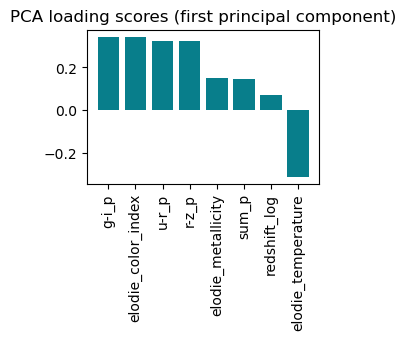 PCA loading scores (first principal component)
0.2
0.0
−0.2
g-i_p
elodie_color_index
u-r_p
r-z_p
elodie_metallicity
sum_p
redshift_log
elodie_temperature